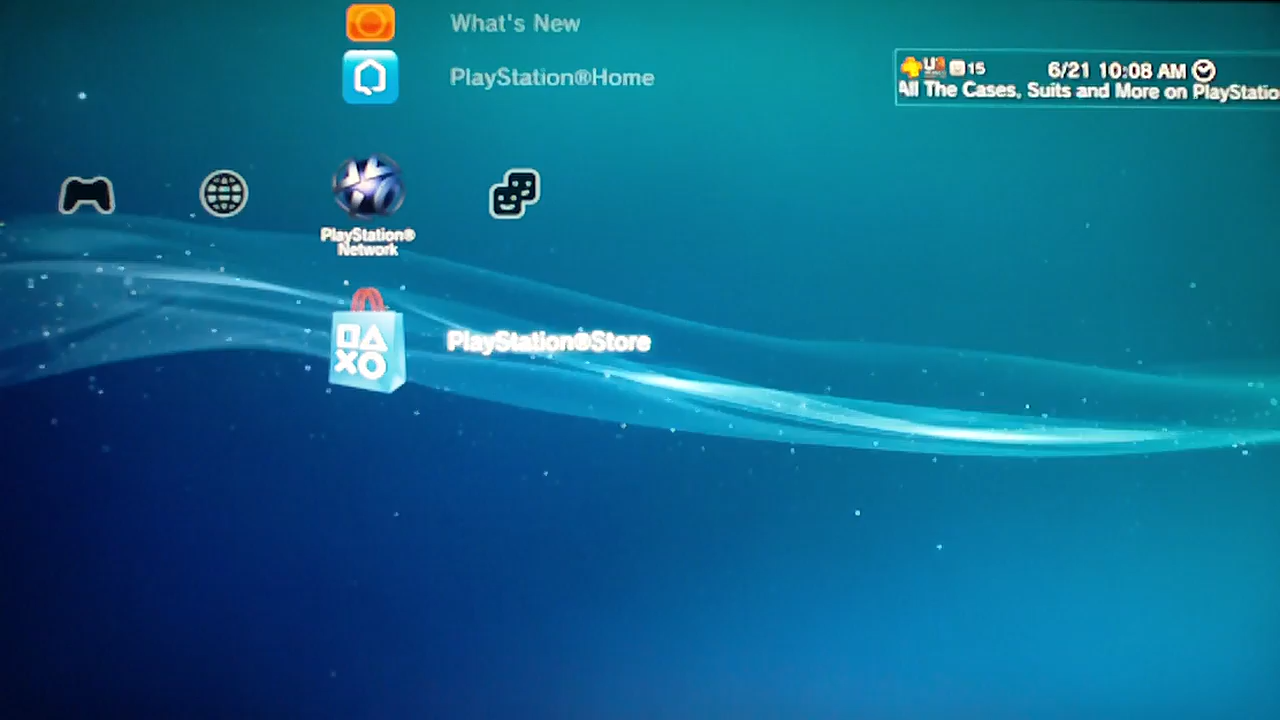 What's New
PlayStation®Home
15
6/21 10:08 AM
All The Cases, Suits and More on PlayStatio
PlayStation®
Network
PlayStation®Store